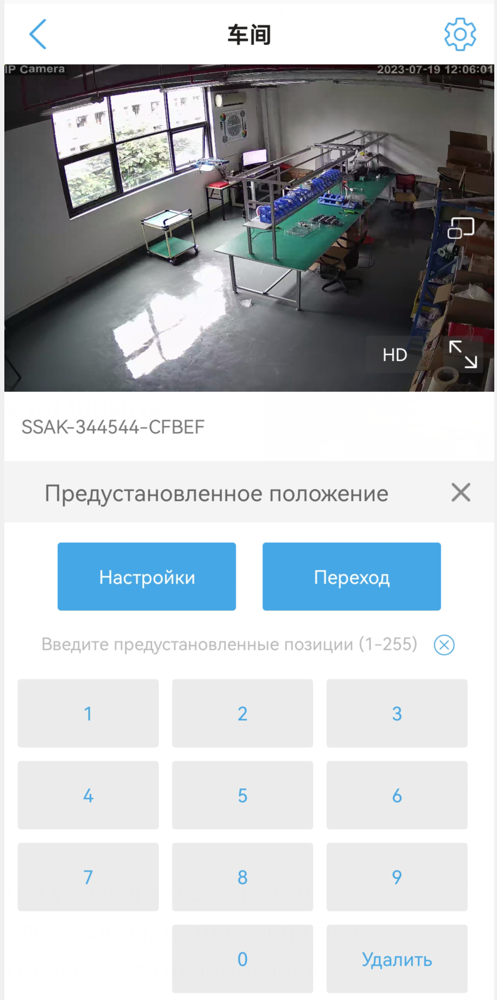 车间
IP Camera
2023-07-19 12:06:01
HD
SSAK-344544-CFBEF
Предустановленное положение
Настройки
Переход
Введите предустановленные позиции (1-255)
1
2
3
4
5
6
7
8
9
0
Удалить